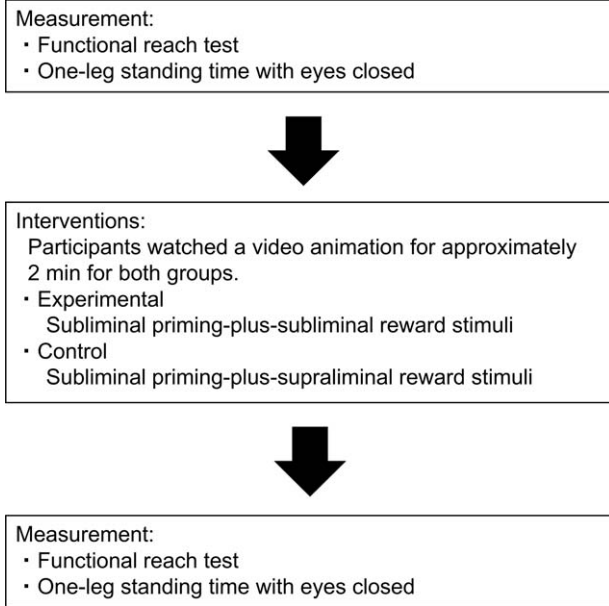 Measurement:
・Functional reach test
・One-leg standing time with eyes closed
Interventions:
Participants watched a video animation for approximately
2 min for both groups.
・Experimental
Subliminal priming-plus-subliminal reward stimuli
・Control
Subliminal priming-plus-supraliminal reward stimuli
Measurement:
・Functional reach test
・One-leg standing time with eyes closed